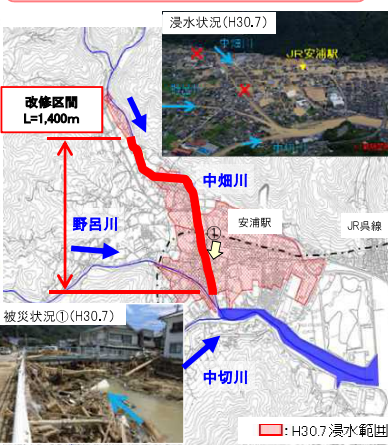 浸水状況(H30.7)
中畑川
JR安浦駅
野呂川
中切川
改修区間
L=1,400m
中畑川
野呂川
安浦駅
JR呉線
①
被災状況①(H30.7)
中切川
：H30.7浸水範囲